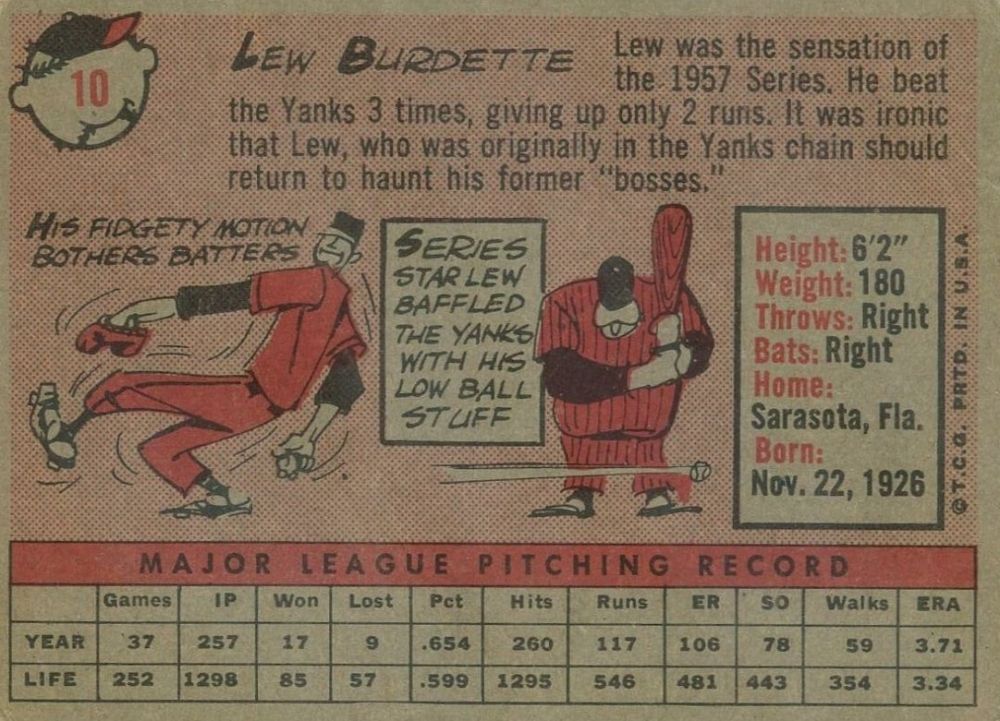 10
LEW BURDETTE
Lew was the sensation of
the 1957 Series. He beat
the Yanks 3 times, giving up only 2 runs. It was ironic
that Lew, who was originally in the Yanks chain should
return to haunt his former "bosses."
HIS FIDGETY MOTION
BOTHERS BATTERS
SERIES
STAR LEW
BAFFLED
THE YANKS
WITH HIS
LOW BALL
STUFF
Height: 6'2"
Weight: 180
Throws: Right
Bats: Right
Home:
Sarasota, Fla.
Born:
Nov. 22, 1926
©T.C.G. PRTD. IN U.S.A.
MAJOR LEAGUE PITCHING RECORD
Games IP Won Lost Pct Hits Runs ER SO Walks ERA
YEAR 37 257 17 9 .654 260 117 106 78 59 3.71
LIFE 252 1298 85 57 .599 1295 546 481 443 354 3.34